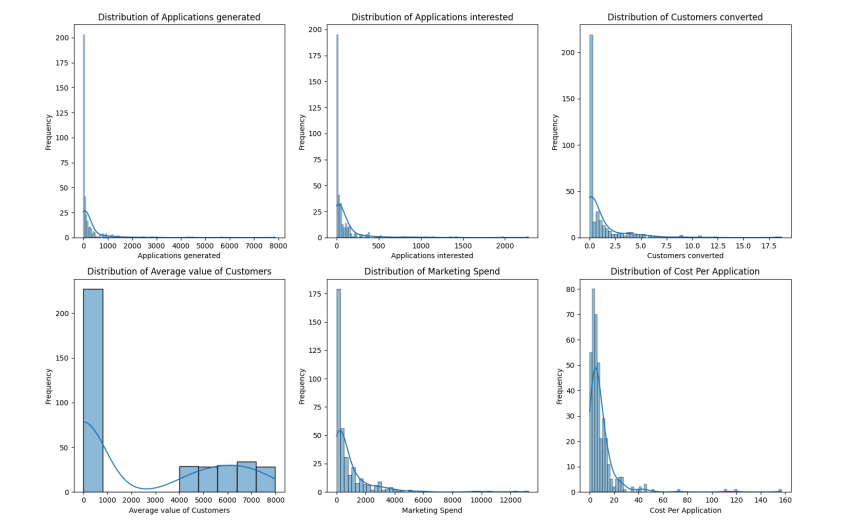 Distribution of Applications generated
Frequency
200
175
150
125
100
75
50
25
0
0 1000 2000 3000 4000 5000 6000 7000 8000
Applications generated
Distribution of Applications interested
Frequency
200
175
150
125
100
75
50
25
0
0 500 1000 1500 2000
Applications interested
Distribution of Customers converted
Frequency
200
150
100
50
0
0.0 2.5 5.0 7.5 10.0 12.5 15.0 17.5
Customers converted
Distribution of Average value of Customers
Frequency
200
150
100
50
0
0 1000 2000 3000 4000 5000 6000 7000 8000
Average value of Customers
Distribution of Marketing Spend
Frequency
175
150
125
100
75
50
25
0
0 2000 4000 6000 8000 10000 12000
Marketing Spend
Distribution of Cost Per Application
Frequency
80
70
60
50
40
30
20
10
0
0 20 40 60 80 100 120 140 160
Cost Per Application